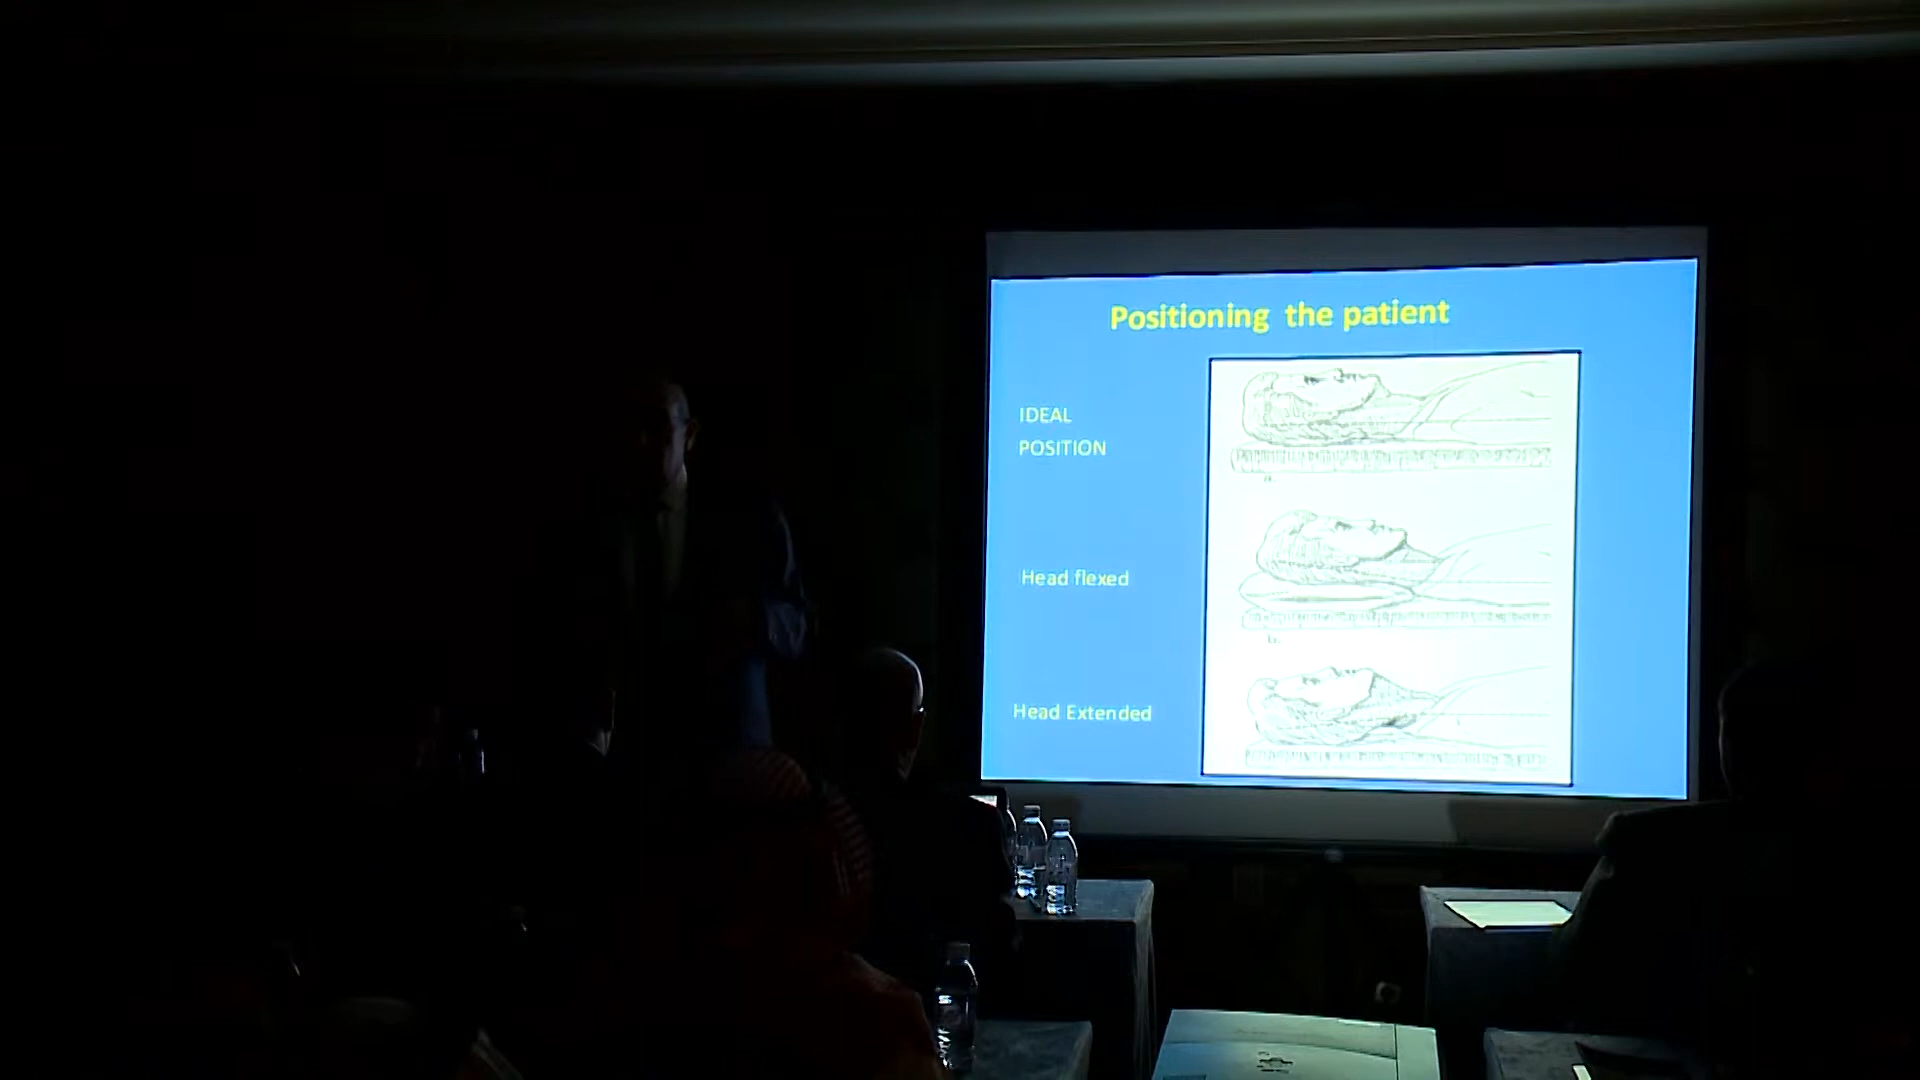 Positioning the patient
IDEAL
POSITION
a.
Head flexed
b.
Head Extended